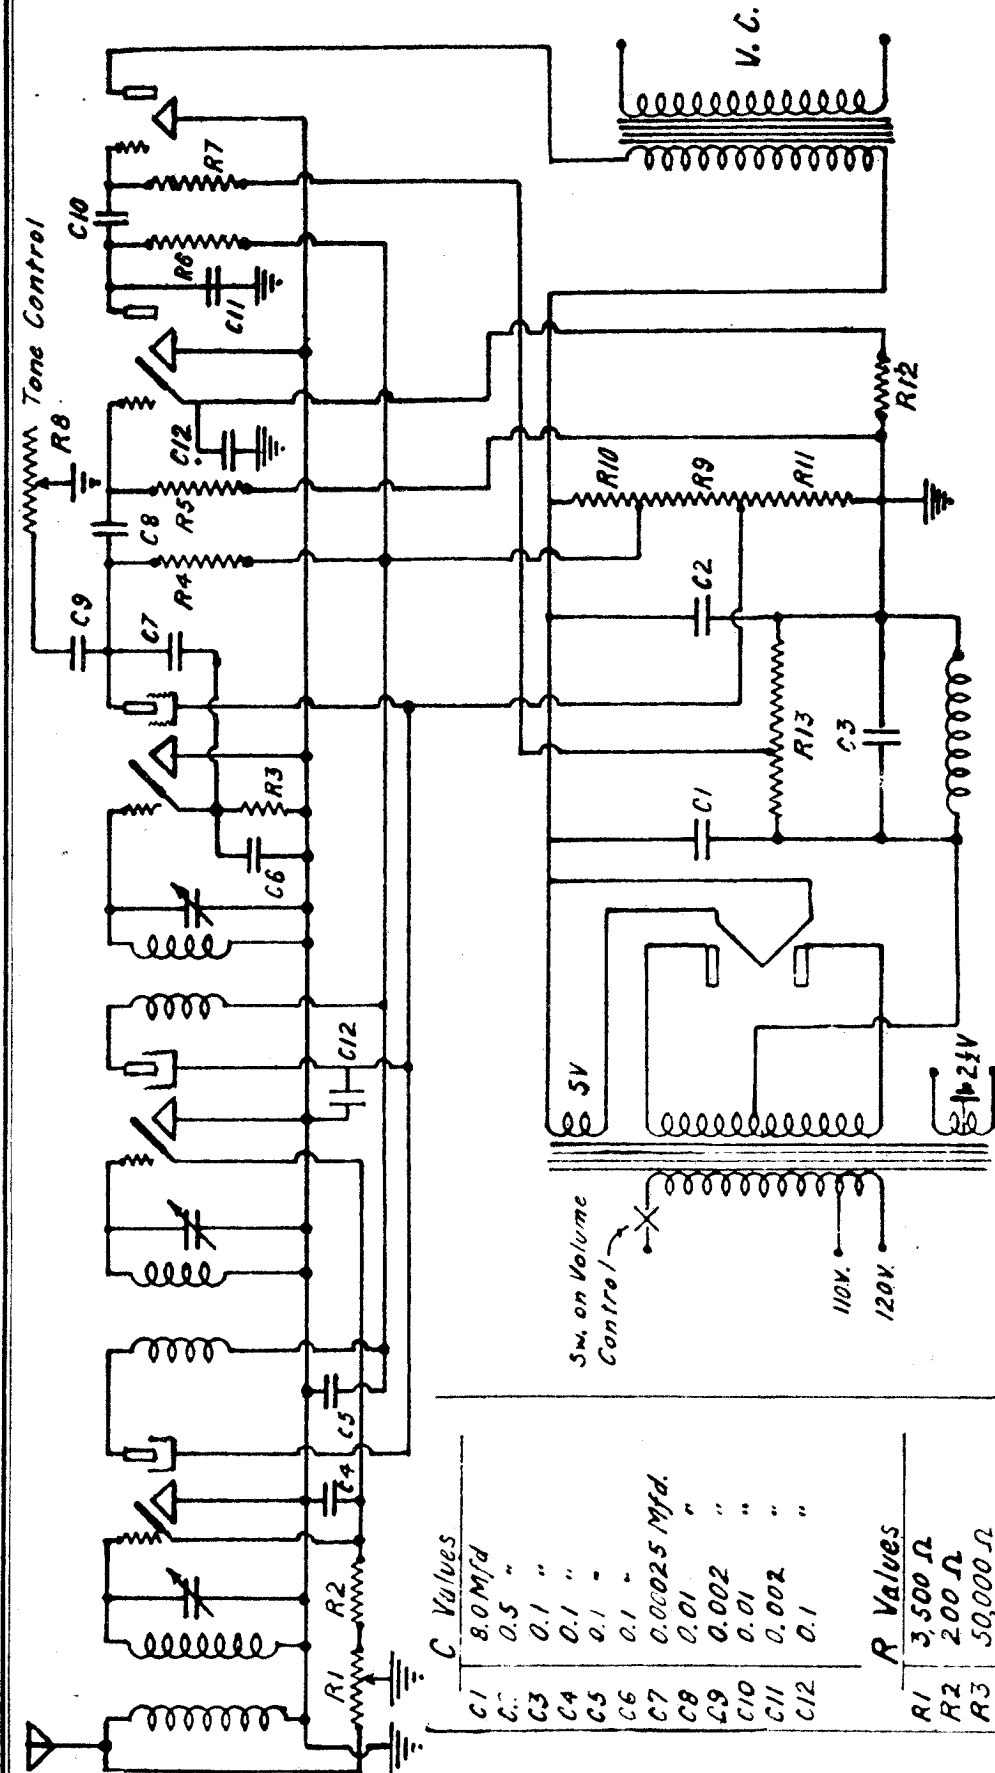 Tone Control
R8
C10
R7
R6
C11
C9
C8
C12
R5
R4
C7
R3
C6
C12
C5
C4
R2
R1
V. C.
R12
R10
R9
R11
C2
R13
C3
C1
5V
2½V
Sw. on Volume
Control
110V.
120V.
C Values
C1 8.0 Mfd
C. 0.5 "
C3 0.1 "
C4 0.1 "
C5 0.1 "
C6 0.1 "
C7 0.00025 Mfd.
C8 0.01 "
C9 0.002 "
C10 0.01 "
C11 0.002 "
C12 0.1 "
R Values
R1 3,500 Ω
R2 200 Ω
R3 50,000 Ω